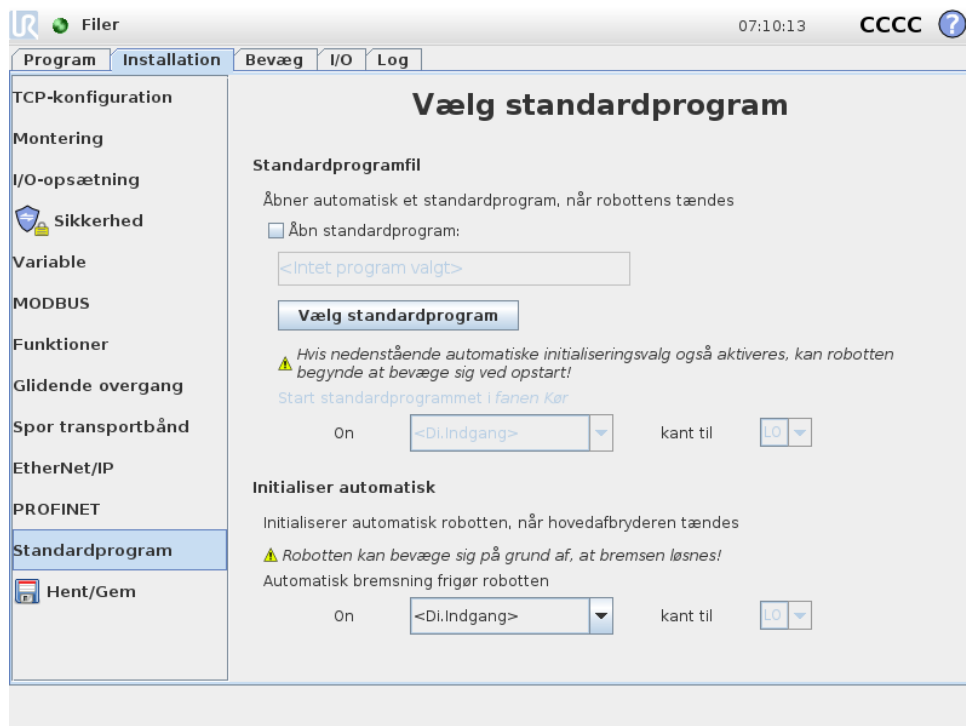 UR Filer 07:10:13 CCCC ?
Program Installation Bevæg I/O Log
TCP-konfiguration
Montering
I/O-opsætning
Sikkerhed
Variable
MODBUS
Funktioner
Glidende overgang
Spor transportbånd
EtherNet/IP
PROFINET
Standardprogram
Hent/Gem
Vælg standardprogram
Standardprogramfil
Åbner automatisk et standardprogram, når robottens tændes
Åbn standardprogram:
<Intet program valgt>
Vælg standardprogram
Hvis nedenstående automatiske initialiseringsvalg også aktiveres, kan robotten
begynde at bevæge sig ved opstart!
Start standardprogrammet i fanen Kør
On <Di.Indgang> kant til LO
Initialiser automatisk
Initialiserer automatisk robotten, når hovedafbryderen tændes
Robotten kan bevæge sig på grund af, at bremsen løsnes!
Automatisk bremsning frigør robotten
On <Di.Indgang> kant til LO